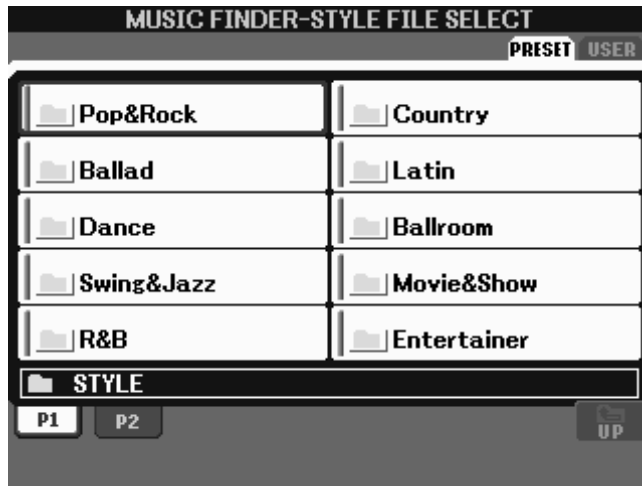 MUSIC FINDER-STYLE FILE SELECT
PRESET USER
Pop&Rock Country
Ballad Latin
Dance Ballroom
Swing&Jazz Movie&Show
R&B Entertainer
STYLE
P1 P2 UP